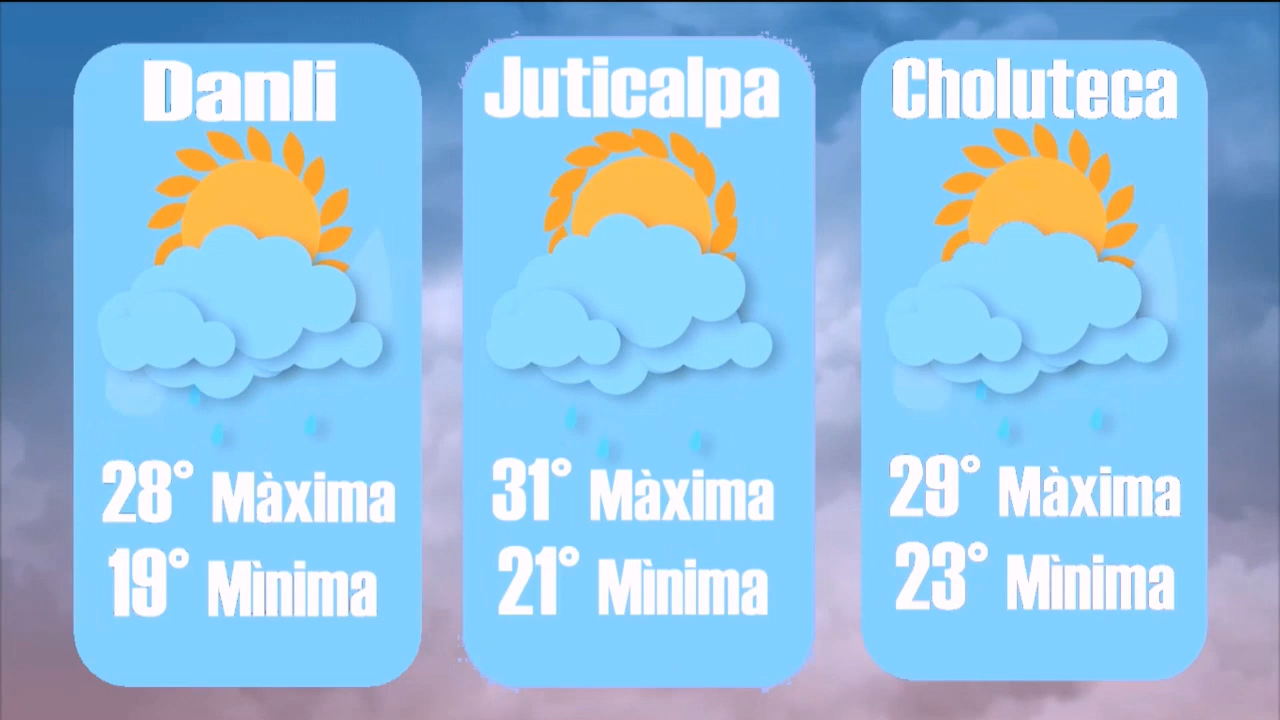 Danli
28° Màxima
19° Mìnima
Juticalpa
31° Màxima
21° Mìnima
Choluteca
29° Màxima
23° Mìnima